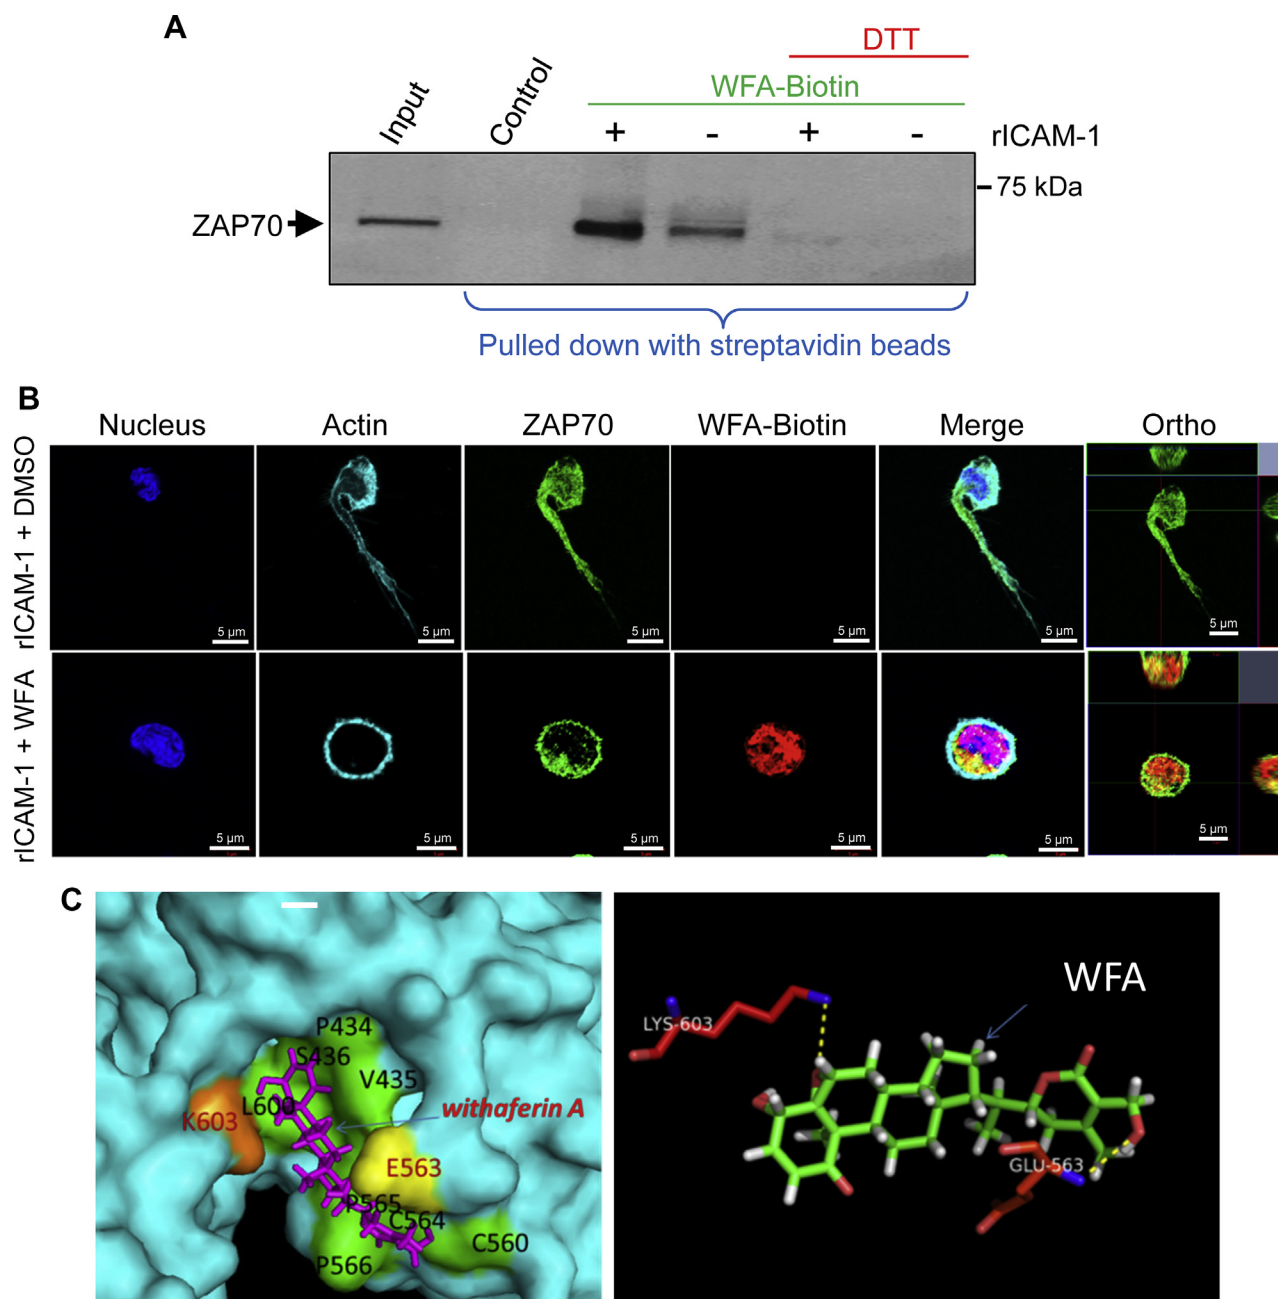 A
DTT
WFA-Biotin
Input
Control
+ - + - rICAM-1
75 kDa
ZAP70
Pulled down with streptavidin beads
B
Nucleus Actin ZAP70 WFA-Biotin Merge Ortho
rICAM-1 + DMSO
5 µm 5 µm 5 µm 5 µm 5 µm 5 µm
rICAM-1 + WFA
5 µm 5 µm 5 µm 5 µm 5 µm 5 µm
C
P434
S436
V435
L600
K603
withaferin A
E563
P565
C564
C560
P566
WFA
LYS-603
GLU-563